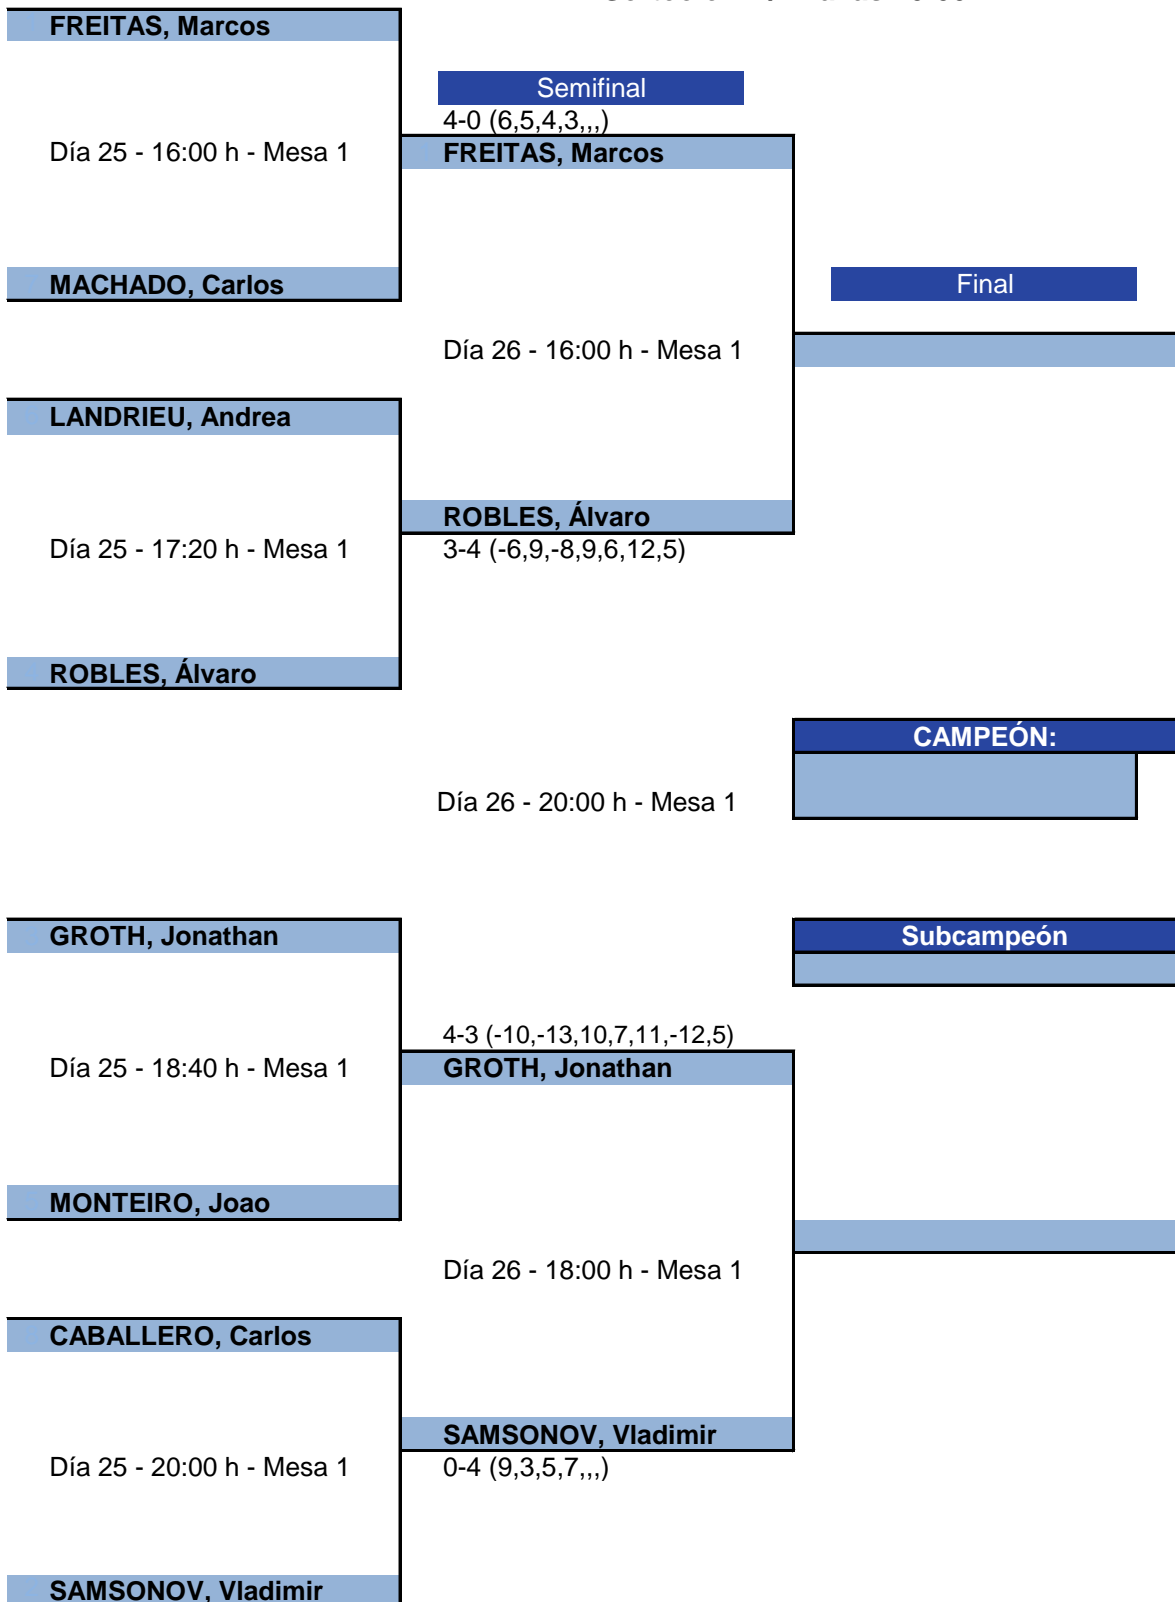 FREITAS, Marcos
Semifinal
4-0 (6,5,4,3,,,)
Día 25 - 16:00 h - Mesa 1
FREITAS, Marcos
MACHADO, Carlos
Final
Día 26 - 16:00 h - Mesa 1
LANDRIEU, Andrea
ROBLES, Álvaro
Día 25 - 17:20 h - Mesa 1
3-4 (-6,9,-8,9,6,12,5)
ROBLES, Álvaro
CAMPEÓN:
Día 26 - 20:00 h - Mesa 1
GROTH, Jonathan
Subcampeón
4-3 (-10,-13,10,7,11,-12,5)
Día 25 - 18:40 h - Mesa 1
GROTH, Jonathan
MONTEIRO, Joao
Día 26 - 18:00 h - Mesa 1
CABALLERO, Carlos
SAMSONOV, Vladimir
Día 25 - 20:00 h - Mesa 1
0-4 (9,3,5,7,,,)
SAMSONOV, Vladimir